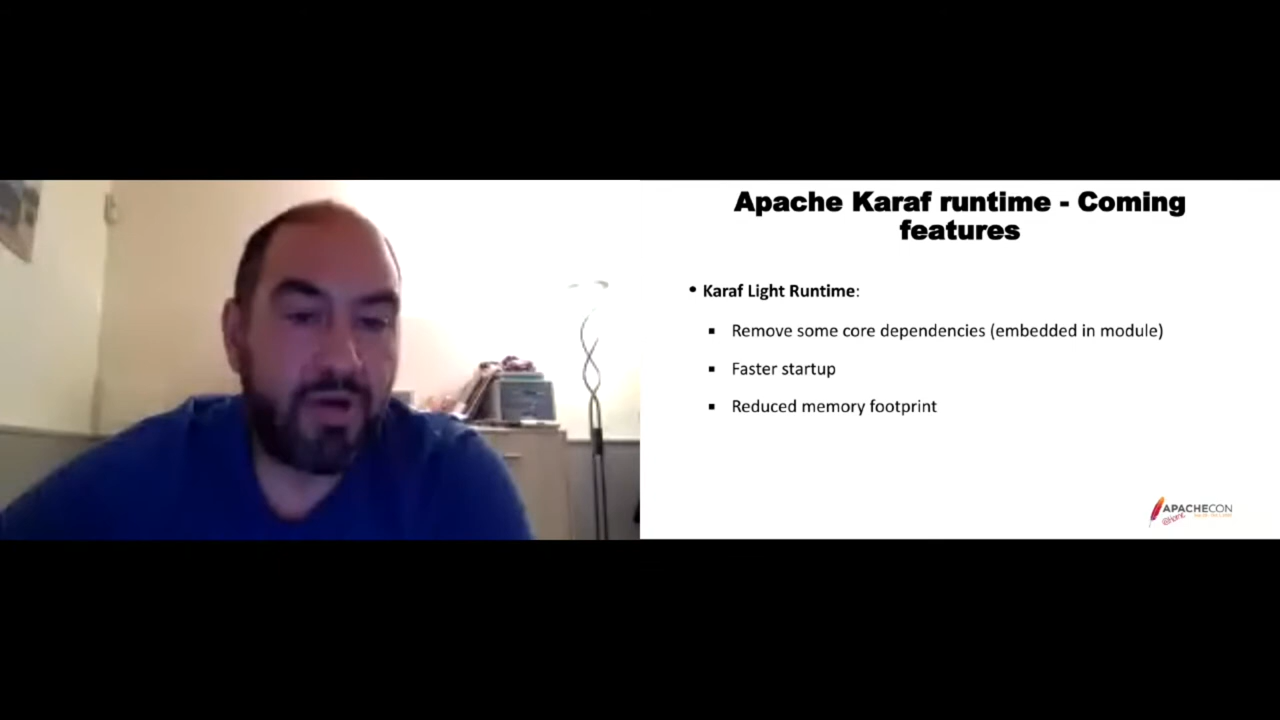 Apache Karaf runtime - Coming
features
• Karaf Light Runtime:
▪ Remove some core dependencies (embedded in module)
▪ Faster startup
▪ Reduced memory footprint
APACHECON
@home